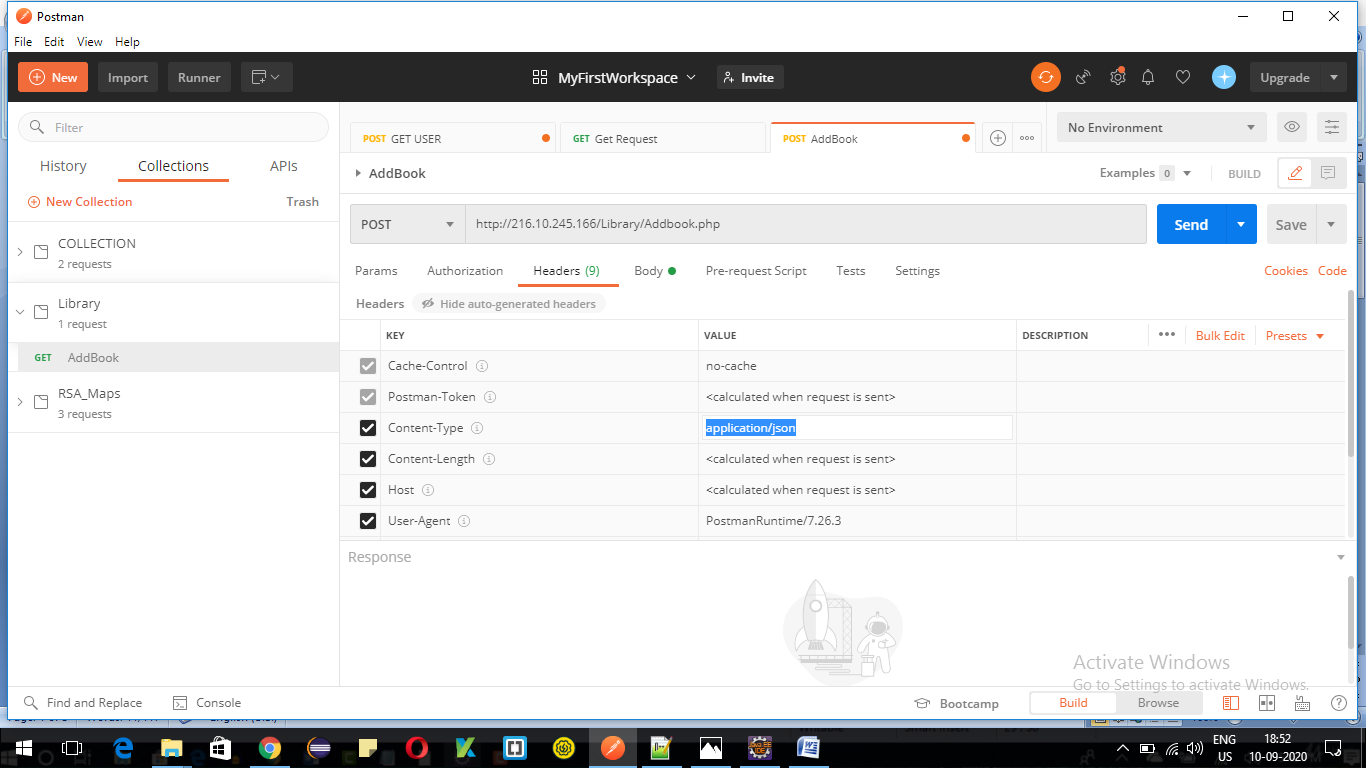 Postman
File Edit View Help
New Import Runner MyFirstWorkspace Invite Upgrade
Filter
History Collections APIs
New Collection Trash
COLLECTION
2 requests
Library
1 request
GET AddBook
RSA_Maps
3 requests
POST GET USER GET Get Request POST AddBook No Environment
AddBook Examples 0 BUILD
POST http://216.10.245.166/Library/Addbook.php Send Save
Params Authorization Headers (9) Body Pre-request Script Tests Settings Cookies Code
Headers Hide auto-generated headers
KEY VALUE DESCRIPTION Bulk Edit Presets
Cache-Control no-cache
Postman-Token <calculated when request is sent>
Content-Type application/json
Content-Length <calculated when request is sent>
Host <calculated when request is sent>
User-Agent PostmanRuntime/7.26.3
Response
Activate Windows
Go to Settings to activate Windows.
Find and Replace Console Bootcamp Build Browse
ENG 18:52
US 10-09-2020